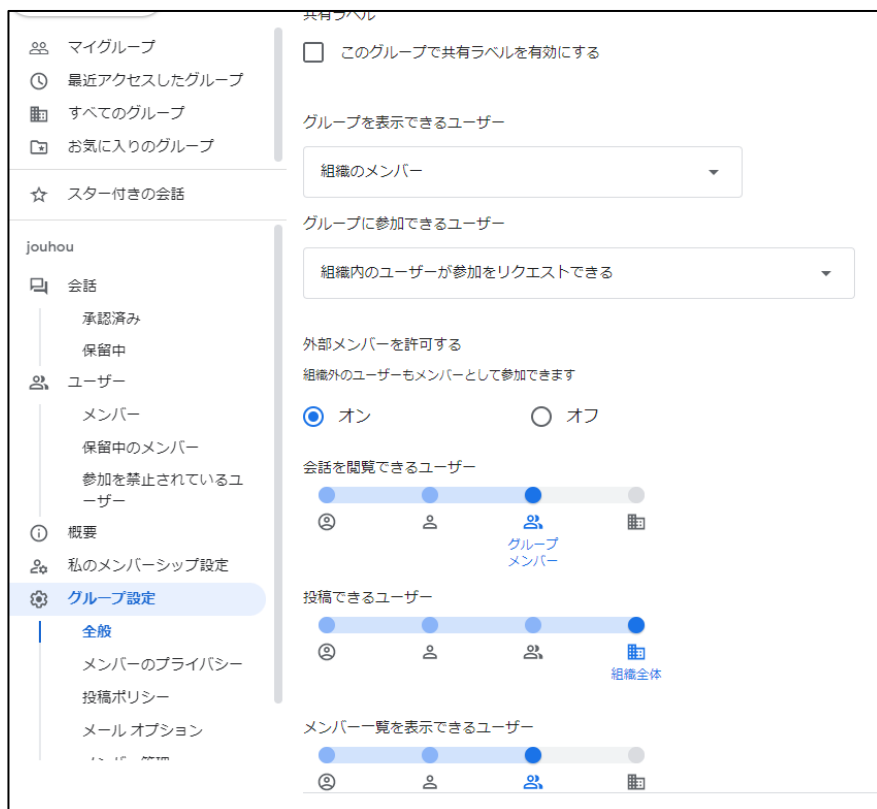 マイグループ
最近アクセスしたグループ
すべてのグループ
お気に入りのグループ
スター付きの会話
jouhou
会話
承認済み
保留中
ユーザー
メンバー
保留中のメンバー
参加を禁止されているユ
ーザー
概要
私のメンバーシップ設定
グループ設定
全般
メンバーのプライバシー
投稿ポリシー
メール オプション
共有ラベル
このグループで共有ラベルを有効にする
グループを表示できるユーザー
組織のメンバー
グループに参加できるユーザー
組織内のユーザーが参加をリクエストできる
外部メンバーを許可する
組織外のユーザーもメンバーとして参加できます
オン
オフ
会話を閲覧できるユーザー
グループ
メンバー
投稿できるユーザー
組織全体
メンバー一覧を表示できるユーザー